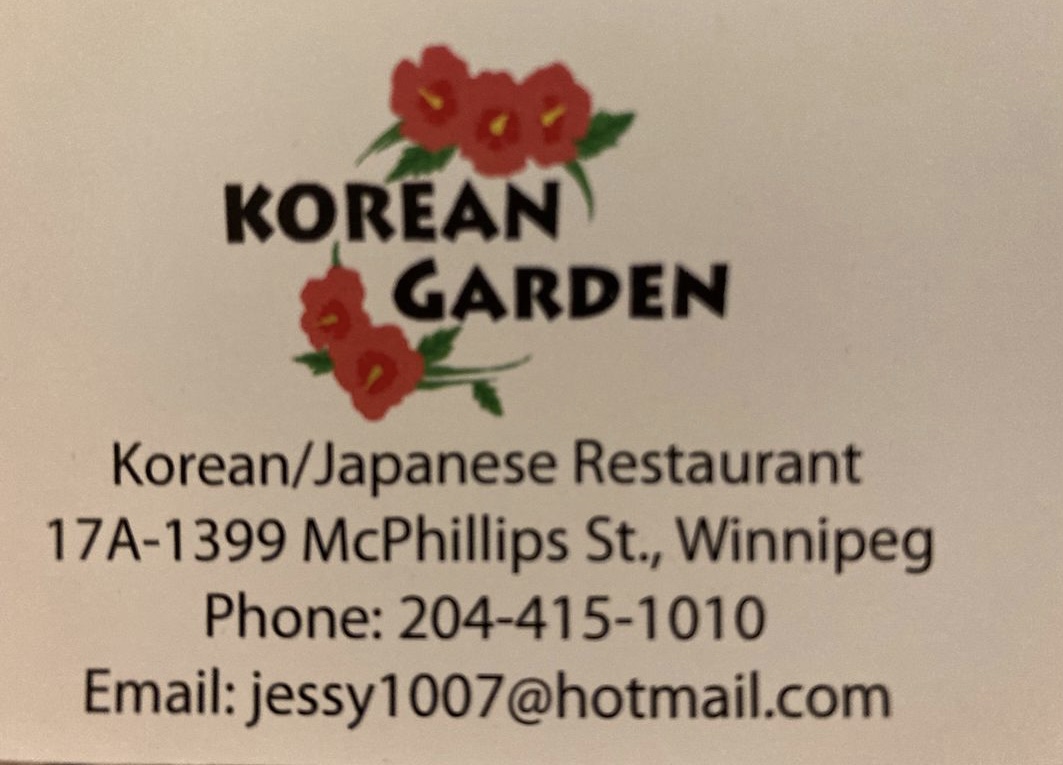 KOREAN
GARDEN
Korean/Japanese Restaurant
17A-1399 McPhillips St., Winnipeg
Phone: 204-415-1010
Email: jessy1007@hotmail.com